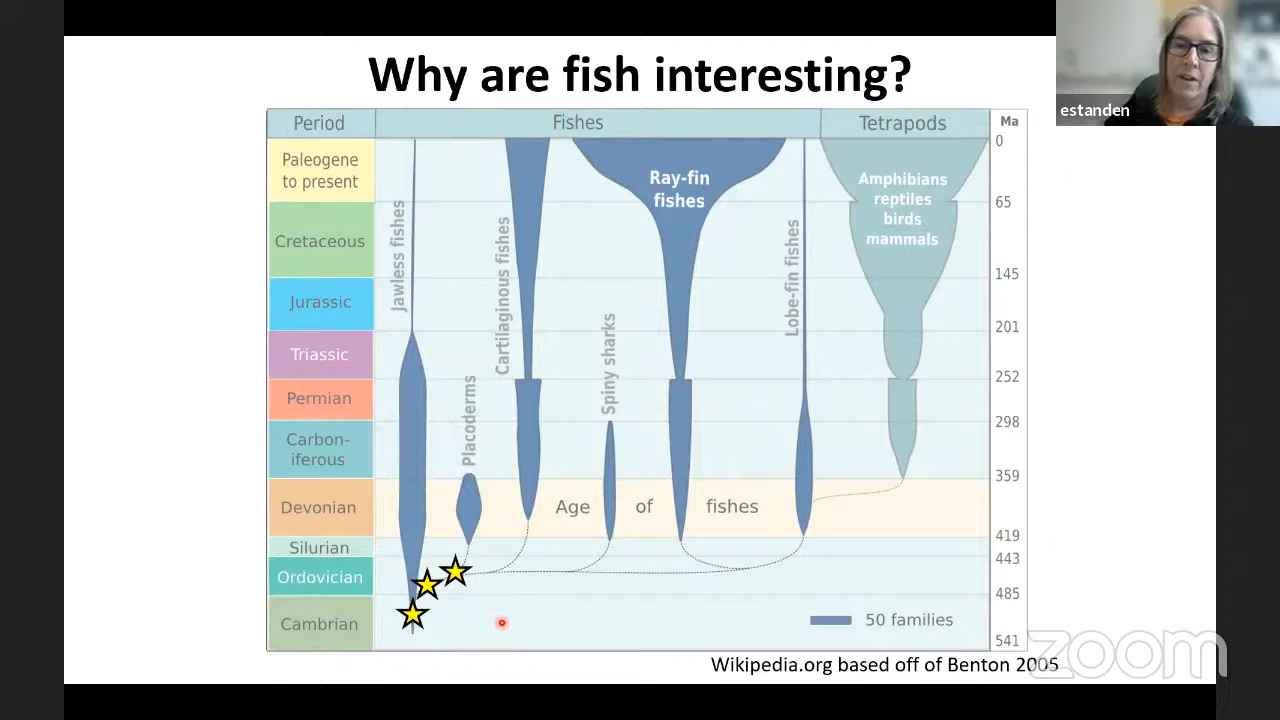 Why are fish interesting?
estanden
Period
Fishes
Tetrapods
Ma
0
Paleogene
to present
Ray-fin
fishes
Amphibians
reptiles
birds
mammals
65
Cretaceous
Jawless fishes
Cartilaginous fishes
Lobe-fin fishes
145
Jurassic
201
Triassic
Spiny sharks
252
Permian
Placoderms
298
Carbon-
iferous
359
Devonian
Age of fishes
419
Silurian
443
Ordovician
485
Cambrian
50 families
541
Wikipedia.org based off of Benton 2005
zoom